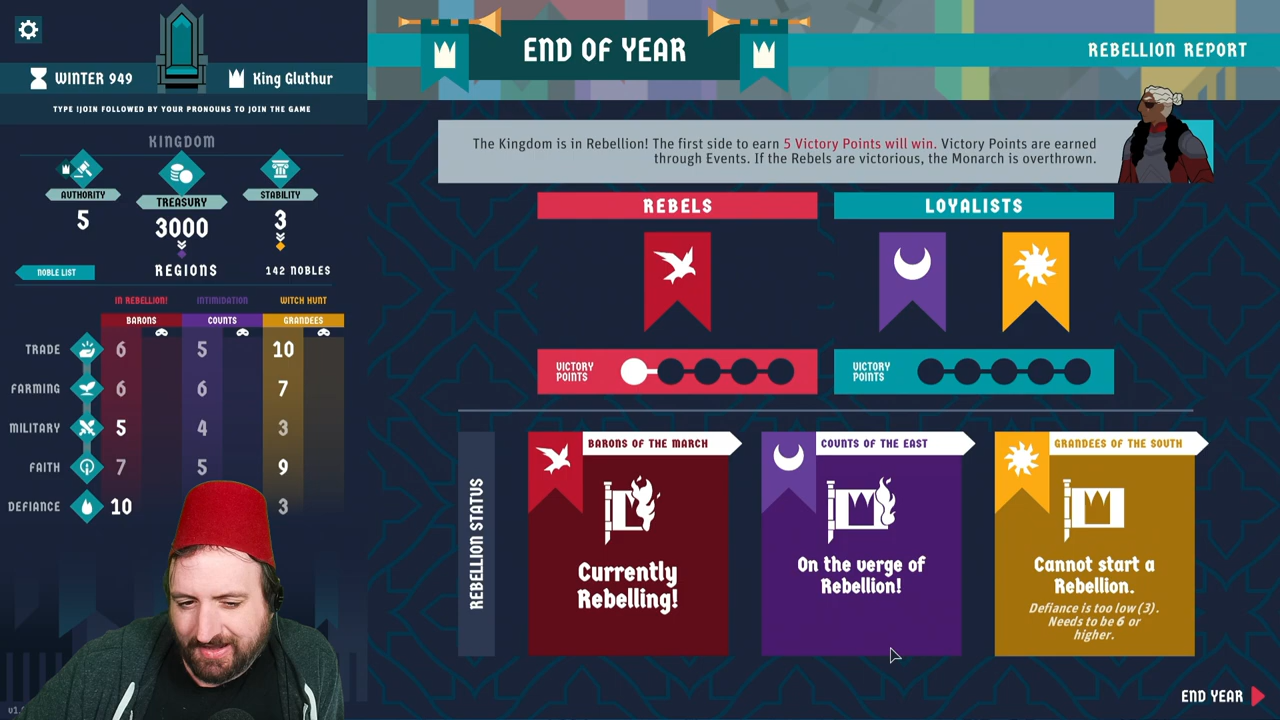 END OF YEAR
REBELLION REPORT
WINTER 949
King Gluthur
TYPE !JOIN FOLLOWED BY YOUR PRONOUNS TO JOIN THE GAME
KINGDOM
AUTHORITY
TREASURY
STABILITY
5
3000
3
NOBLE LIST
REGIONS
142 NOBLES
IN REBELLION!
INTIMIDATION
WITCH HUNT
BARONS
COUNTS
GRANDEES
TRADE 6 5 10
FARMING 6 6 7
MILITARY 5 4 3
FAITH 7 5 9
DEFIANCE 10 3
The Kingdom is in Rebellion! The first side to earn 5 Victory Points will win. Victory Points are earned
through Events. If the Rebels are victorious, the Monarch is overthrown.
REBELS
LOYALISTS
VICTORY
POINTS
VICTORY
POINTS
REBELLION STATUS
BARONS OF THE MARCH
Currently
Rebelling!
COUNTS OF THE EAST
On the verge of
Rebellion!
GRANDEES OF THE SOUTH
Cannot start a
Rebellion.
Defiance is too low (3).
Needs to be 6 or
higher.
END YEAR